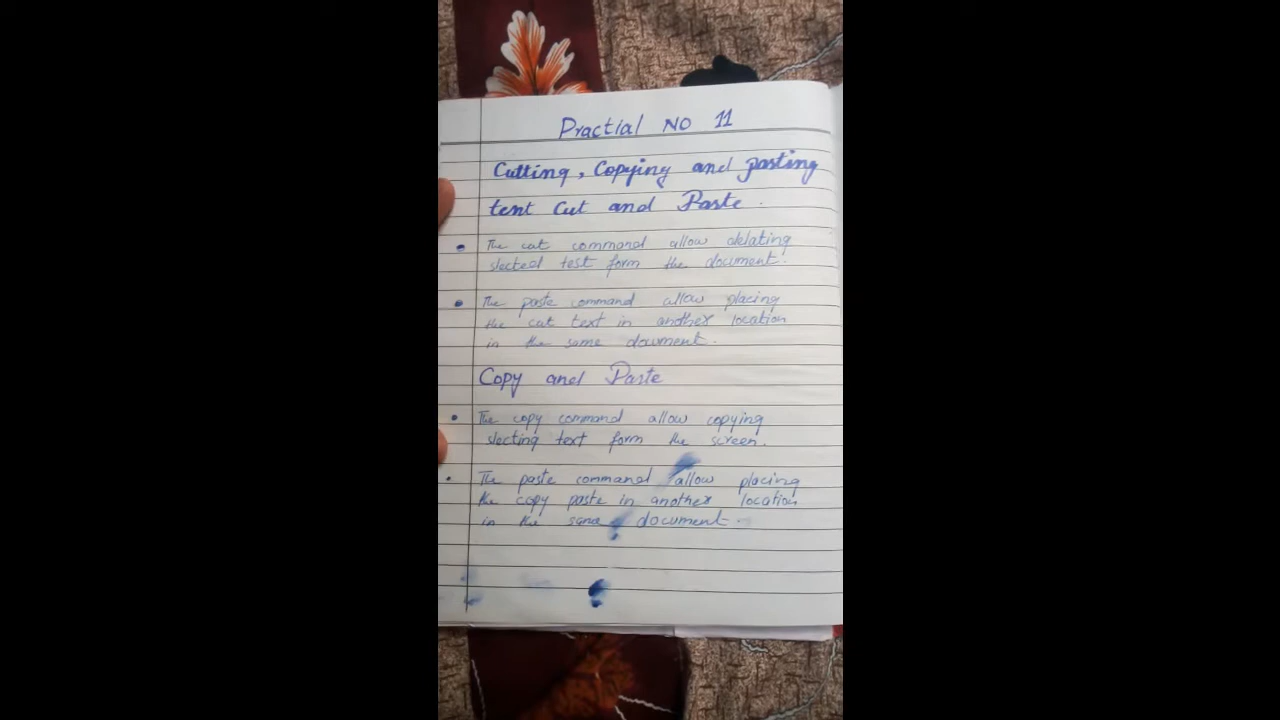 Practial NO 11
Cutting, Copying and pasting
tent Cut and Paste.
The cat command allow delating
slected test form the document.
The paste command allow placing
the cat text in another location
in the same document.
Copy and Paste
The copy command allow copying
slecting text form the screen.
The paste command allow placing
the copy paste in another location
in the same document.